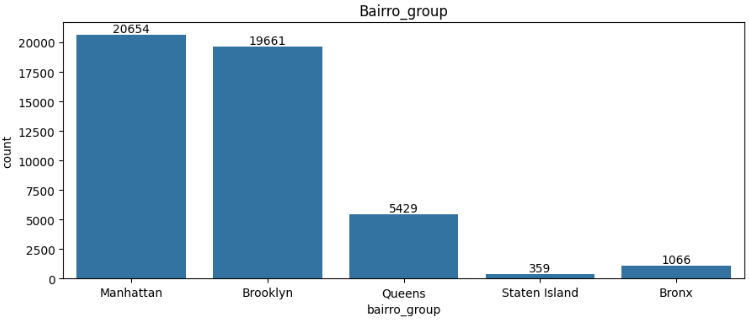 Bairro_group
20654
19661
5429
359
1066
20000
17500
15000
12500
10000
7500
5000
2500
0
count
Manhattan
Brooklyn
Queens
Staten Island
Bronx
bairro_group